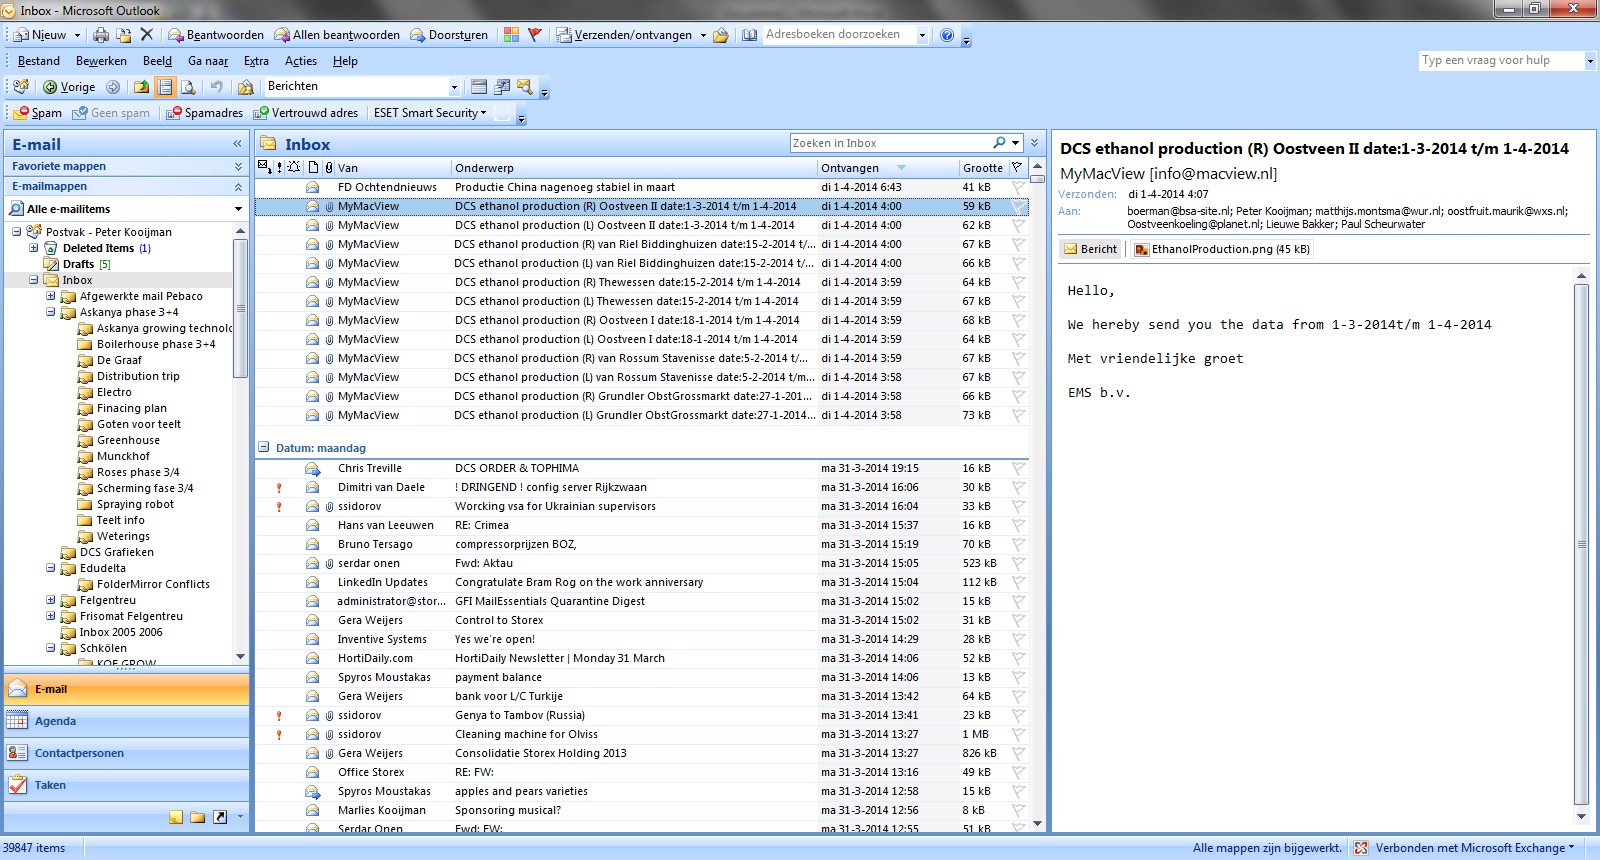 Inbox - Microsoft Outlook
Nieuw Beantwoorden Allen beantwoorden Doorsturen Verzenden/ontvangen Adresboeken doorzoeken
Bestand Bewerken Beeld Ga naar Extra Acties Help Typ een vraag voor hulp
Vorige Berichten
Spam Geen spam Spamadres Vertrouwd adres ESET Smart Security
E-mail
Favoriete mappen
E-mailmappen
Alle e-mailitems
Postvak - Peter Kooijman
Deleted Items (1)
Drafts [5]
Inbox
Afgewerkte mail Pebaco
Askanya phase 3+4
Askanya growing technolo
Boilerhouse phase 3+4
De Graaf
Distribution trip
Electro
Finacing plan
Goten voor teelt
Greenhouse
Munckhof
Roses phase 3/4
Scherming fase 3/4
Spraying robot
Teelt info
Weterings
DCS Grafieken
Edudelta
FolderMirror Conflicts
Felgentreu
Frisomat Felgentreu
Inbox 2005 2006
Schkölen
KOE GROW
E-mail
Agenda
Contactpersonen
Taken
Inbox Zoeken in Inbox
Van Onderwerp Ontvangen Grootte
FD Ochtendnieuws Productie China nagenoeg stabiel in maart di 1-4-2014 6:43 41 kB
MyMacView DCS ethanol production (R) Oostveen II date:1-3-2014 t/m 1-4-2014 di 1-4-2014 4:00 59 kB
MyMacView DCS ethanol production (L) Oostveen II date:1-3-2014 t/m 1-4-2014 di 1-4-2014 4:00 62 kB
MyMacView DCS ethanol production (R) van Riel Biddinghuizen date:15-2-2014 t/... di 1-4-2014 4:00 67 kB
MyMacView DCS ethanol production (L) van Riel Biddinghuizen date:15-2-2014 t/... di 1-4-2014 4:00 66 kB
MyMacView DCS ethanol production (R) Thewessen date:15-2-2014 t/m 1-4-2014 di 1-4-2014 3:59 64 kB
MyMacView DCS ethanol production (L) Thewessen date:15-2-2014 t/m 1-4-2014 di 1-4-2014 3:59 67 kB
MyMacView DCS ethanol production (R) Oostveen I date:18-1-2014 t/m 1-4-2014 di 1-4-2014 3:59 68 kB
MyMacView DCS ethanol production (L) Oostveen I date:18-1-2014 t/m 1-4-2014 di 1-4-2014 3:59 64 kB
MyMacView DCS ethanol production (R) van Rossum Stavenisse date:5-2-2014 t/... di 1-4-2014 3:59 67 kB
MyMacView DCS ethanol production (L) van Rossum Stavenisse date:5-2-2014 t/m... di 1-4-2014 3:58 67 kB
MyMacView DCS ethanol production (R) Grundler ObstGrossmarkt date:27-1-201... di 1-4-2014 3:58 66 kB
MyMacView DCS ethanol production (L) Grundler ObstGrossmarkt date:27-1-2014... di 1-4-2014 3:58 73 kB
Datum: maandag
Chris Treville DCS ORDER & TOPHIMA ma 31-3-2014 19:15 16 kB
Dimitri van Daele ! DRINGEND ! config server Rijkzwaan ma 31-3-2014 16:06 30 kB
ssidorov Worcking vsa for Ukrainian supervisors ma 31-3-2014 16:04 33 kB
Hans van Leeuwen RE: Crimea ma 31-3-2014 15:37 16 kB
Bruno Tersago compressorprijzen BOZ, ma 31-3-2014 15:19 70 kB
serdar onen Fwd: Aktau ma 31-3-2014 15:05 523 kB
LinkedIn Updates Congratulate Bram Rog on the work anniversary ma 31-3-2014 15:04 112 kB
administrator@stor... GFI MailEssentials Quarantine Digest ma 31-3-2014 15:02 15 kB
Gera Weijers Control to Storex ma 31-3-2014 15:02 31 kB
Inventive Systems Yes we're open! ma 31-3-2014 14:29 28 kB
HortiDaily.com HortiDaily Newsletter | Monday 31 March ma 31-3-2014 14:06 52 kB
Spyros Moustakas payment balance ma 31-3-2014 14:06 13 kB
Gera Weijers bank voor L/C Turkije ma 31-3-2014 13:42 64 kB
ssidorov Genya to Tambov (Russia) ma 31-3-2014 13:41 23 kB
ssidorov Cleaning machine for Olviss ma 31-3-2014 13:27 1 MB
Gera Weijers Consolidatie Storex Holding 2013 ma 31-3-2014 13:27 826 kB
Office Storex RE: FW: ma 31-3-2014 13:16 49 kB
Spyros Moustakas apples and pears varieties ma 31-3-2014 12:58 15 kB
Marlies Kooijman Sponsoring musical? ma 31-3-2014 12:56 8 kB
Serdar Onen Fwd: FW: ma 31-3-2014 12:55 51 kB
DCS ethanol production (R) Oostveen II date:1-3-2014 t/m 1-4-2014
MyMacView [info@macview.nl]
Verzonden: di 1-4-2014 4:07
Aan: boerman@bsa-site.nl; Peter Kooijman; matthijs.montsma@wur.nl; oostfruit.maurik@wxs.nl;
Oostveenkoeling@planet.nl; Lieuwe Bakker; Paul Scheurwater
Bericht EthanolProduction.png (45 kB)
Hello,
We hereby send you the data from 1-3-2014t/m 1-4-2014
Met vriendelijke groet
EMS b.v.
39847 items Alle mappen zijn bijgewerkt. Verbonden met Microsoft Exchange